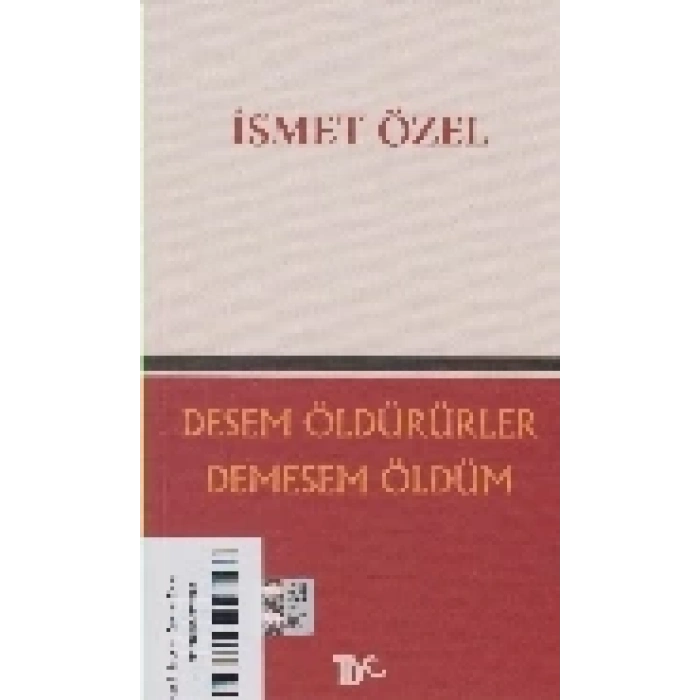 İSMET ÖZEL
DESEM ÖLDÜRÜRLER
DEMESEM ÖLDÜM